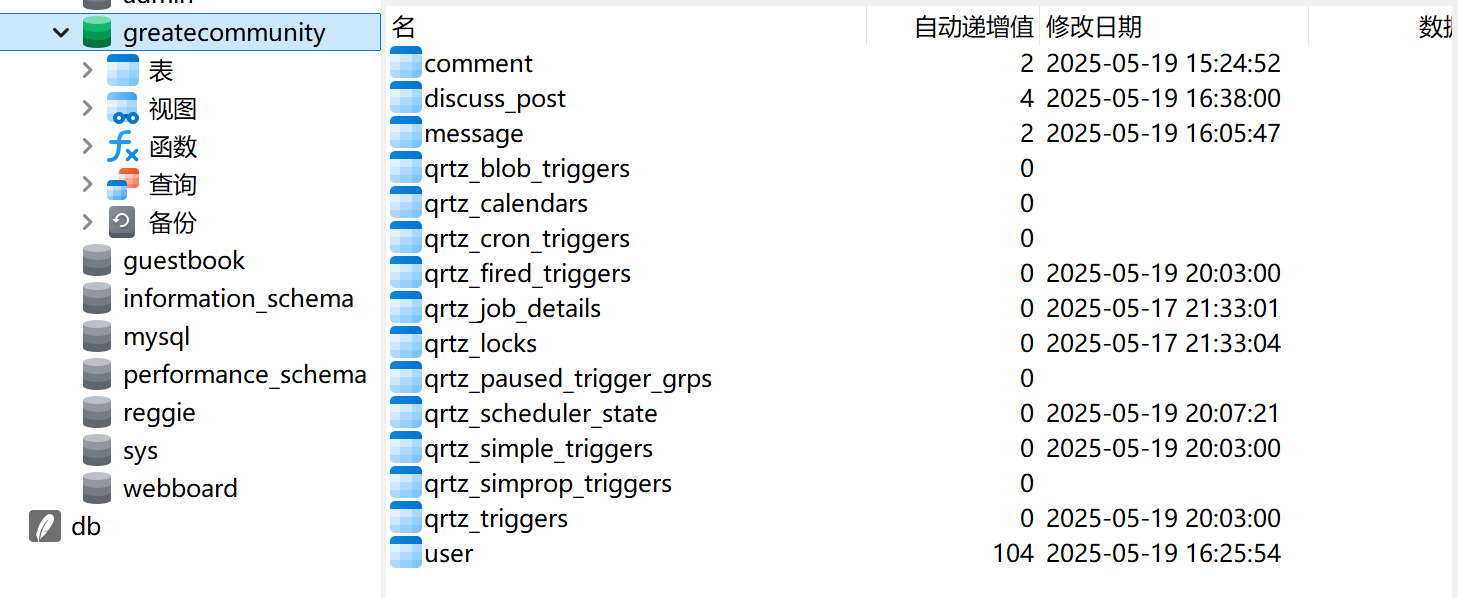 admin
greatecommunity
表
视图
函数
查询
备份
guestbook
information_schema
mysql
performance_schema
reggie
sys
webboard
db
名 自动递增值 修改日期
comment 2 2025-05-19 15:24:52
discuss_post 4 2025-05-19 16:38:00
message 2 2025-05-19 16:05:47
qrtz_blob_triggers 0
qrtz_calendars 0
qrtz_cron_triggers 0
qrtz_fired_triggers 0 2025-05-19 20:03:00
qrtz_job_details 0 2025-05-17 21:33:01
qrtz_locks 0 2025-05-17 21:33:04
qrtz_paused_trigger_grps 0
qrtz_scheduler_state 0 2025-05-19 20:07:21
qrtz_simple_triggers 0 2025-05-19 20:03:00
qrtz_simprop_triggers 0
qrtz_triggers 0 2025-05-19 20:03:00
user 104 2025-05-19 16:25:54